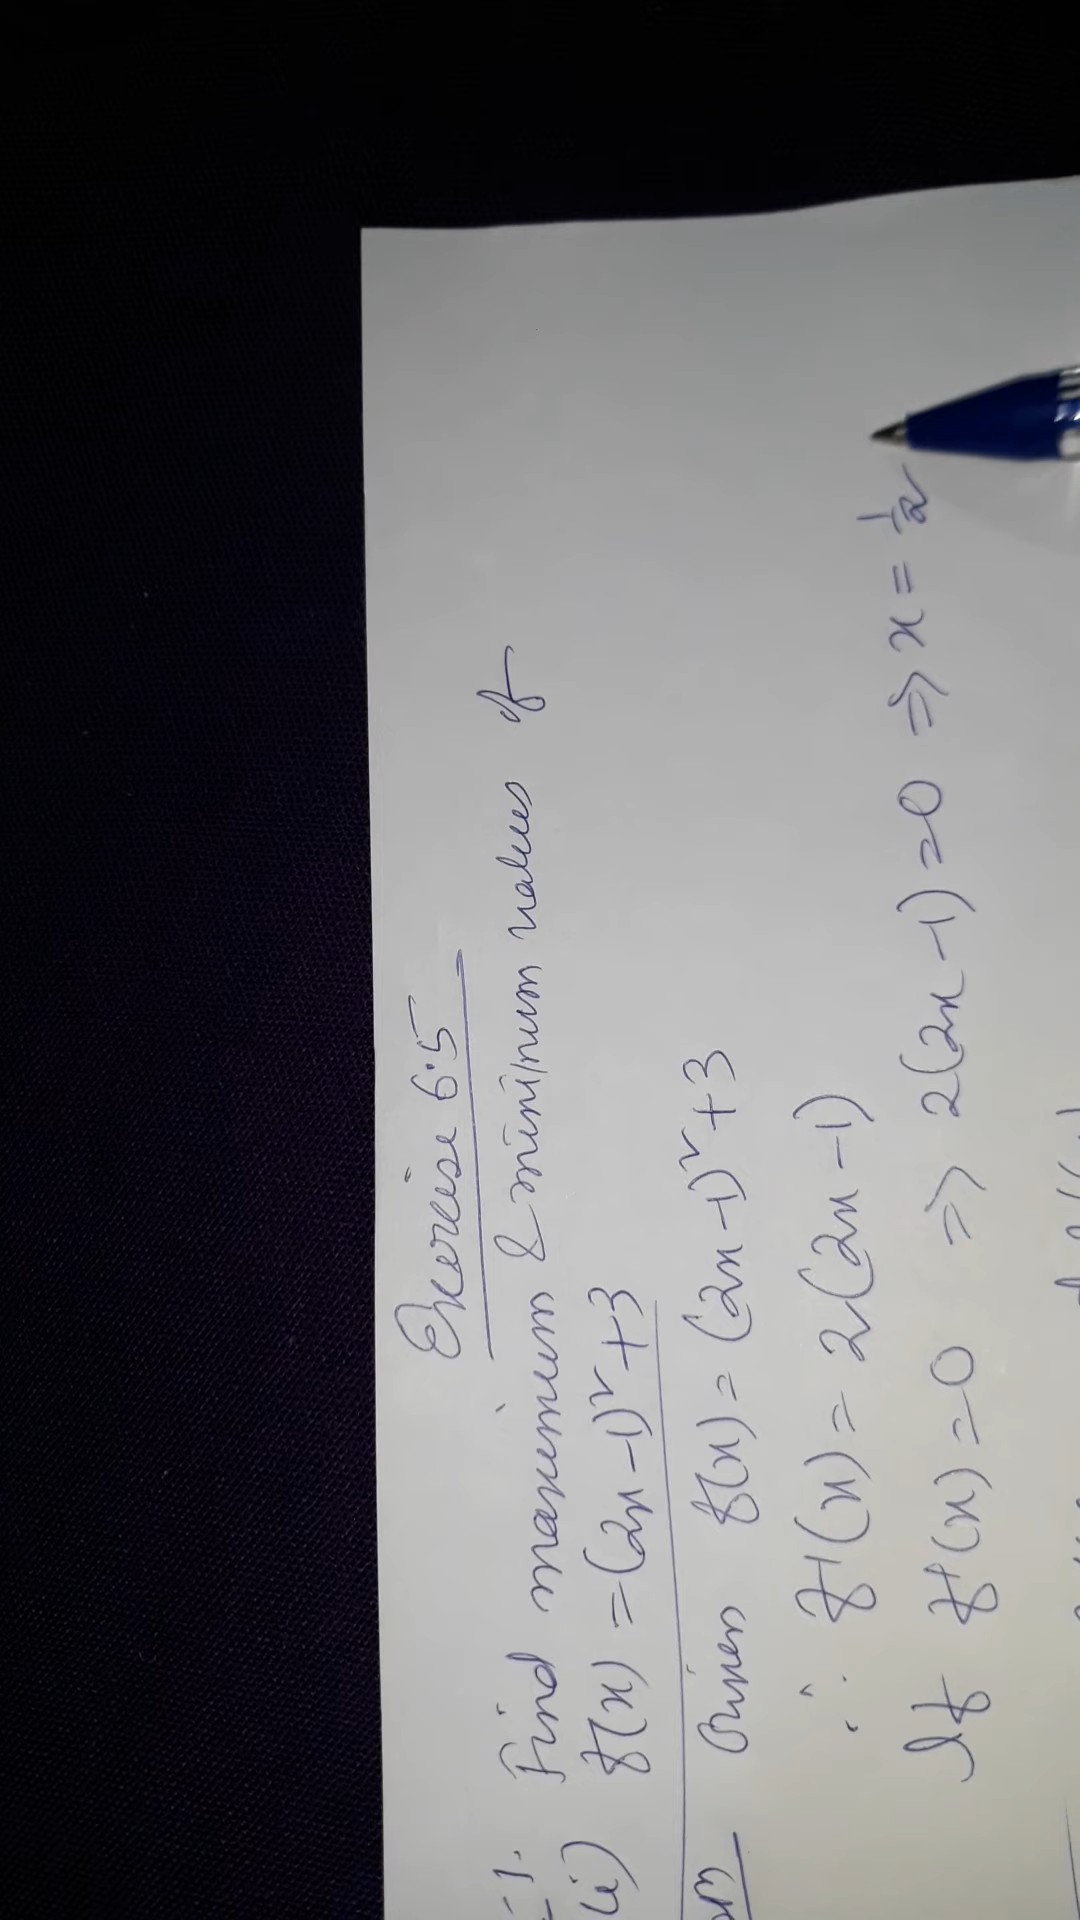 Exercise 6.5
-1. Find maximum & minimum values of
(i) f(x) = (2x-1)² + 3
Given f(x) = (2x-1)² + 3
∴ f'(x) = 2(2x-1)
If f'(x) = 0 ⇒ 2(2x-1) = 0 ⇒ x = 1/2